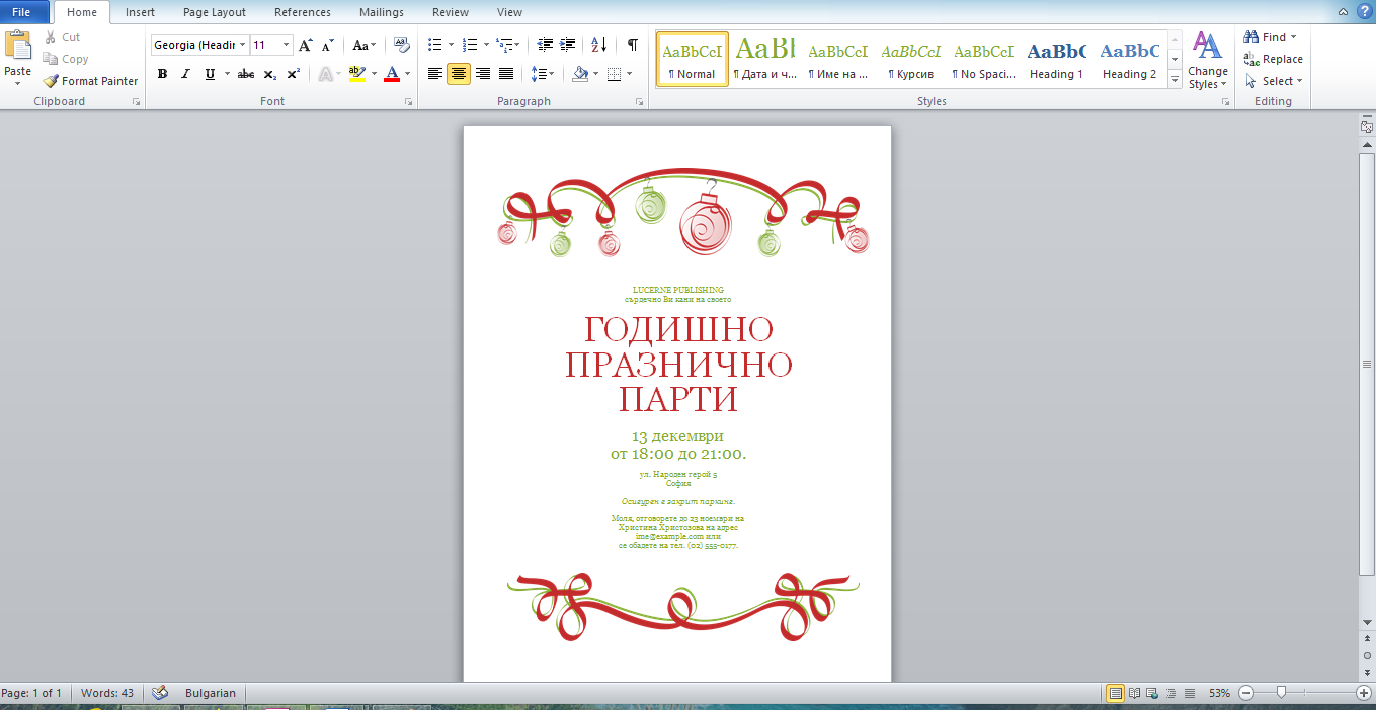 File Home Insert Page Layout References Mailings Review View
Paste
Cut
Copy
Format Painter
Clipboard
Georgia (Headin 11
Font
Paragraph
AaBbCcI AaBl AaBbCcI AaBbCcI AaBbCcI AaBbC AaBbC
¶ Normal ¶ Дата и ч... ¶ Име на ... ¶ Курсив ¶ No Spaci... Heading 1 Heading 2
Change
Styles
Styles
Find
Replace
Select
Editing
LUCERNE PUBLISHING
сърдечно Ви кани на своето
ГОДИШНО
ПРАЗНИЧНО
ПАРТИ
13 декември
от 18:00 до 21:00.
ул. Народен герой 5
София
Осигурен е закрит паркинг.
Моля, отговорете до 23 ноември на
Христина Христозова на адрес
ime@example.com или
се обадете на тел. (02) 555-0177.
Page: 1 of 1 Words: 43 Bulgarian 53%